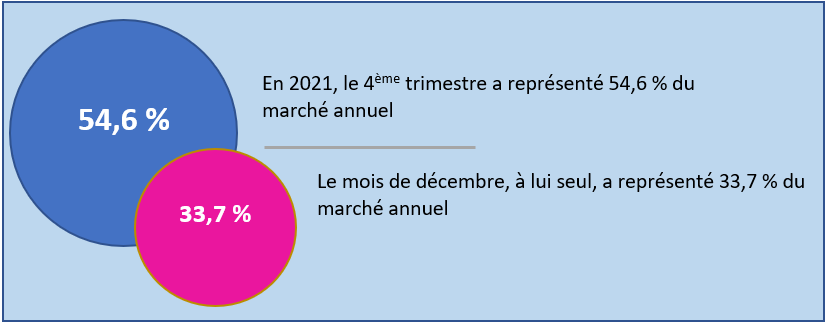 54,6 %
En 2021, le 4ème trimestre a représenté 54,6 % du
marché annuel
33,7 %
Le mois de décembre, à lui seul, a représenté 33,7 % du
marché annuel